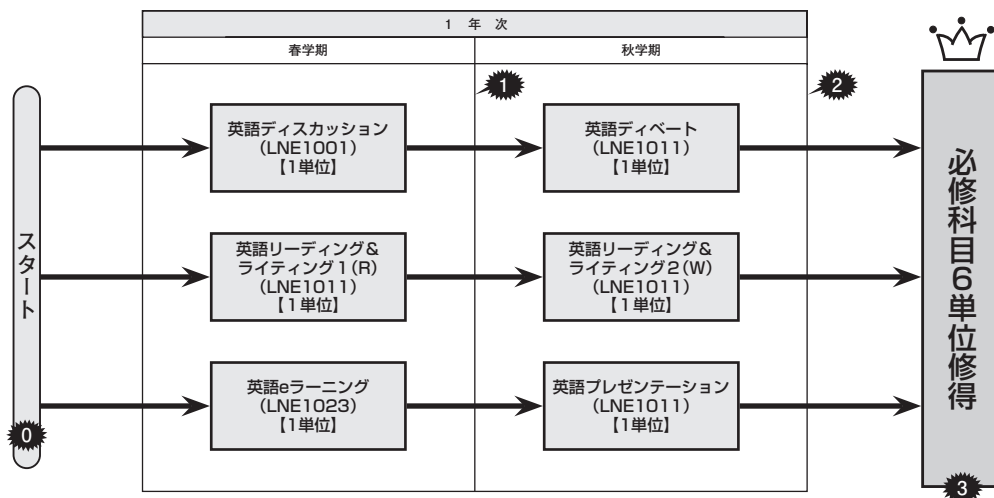 1 年 次
春学期
秋学期
1
2
英語ディスカッション
（LNE1001）
【1単位】
英語ディベート
（LNE1011）
【1単位】
スタート
英語リーディング＆
ライティング1（R）
（LNE1011）
【1単位】
英語リーディング＆
ライティング2（W）
（LNE1011）
【1単位】
英語eラーニング
（LNE1023）
【1単位】
英語プレゼンテーション
（LNE1011）
【1単位】
必修科目6単位修得
0
3